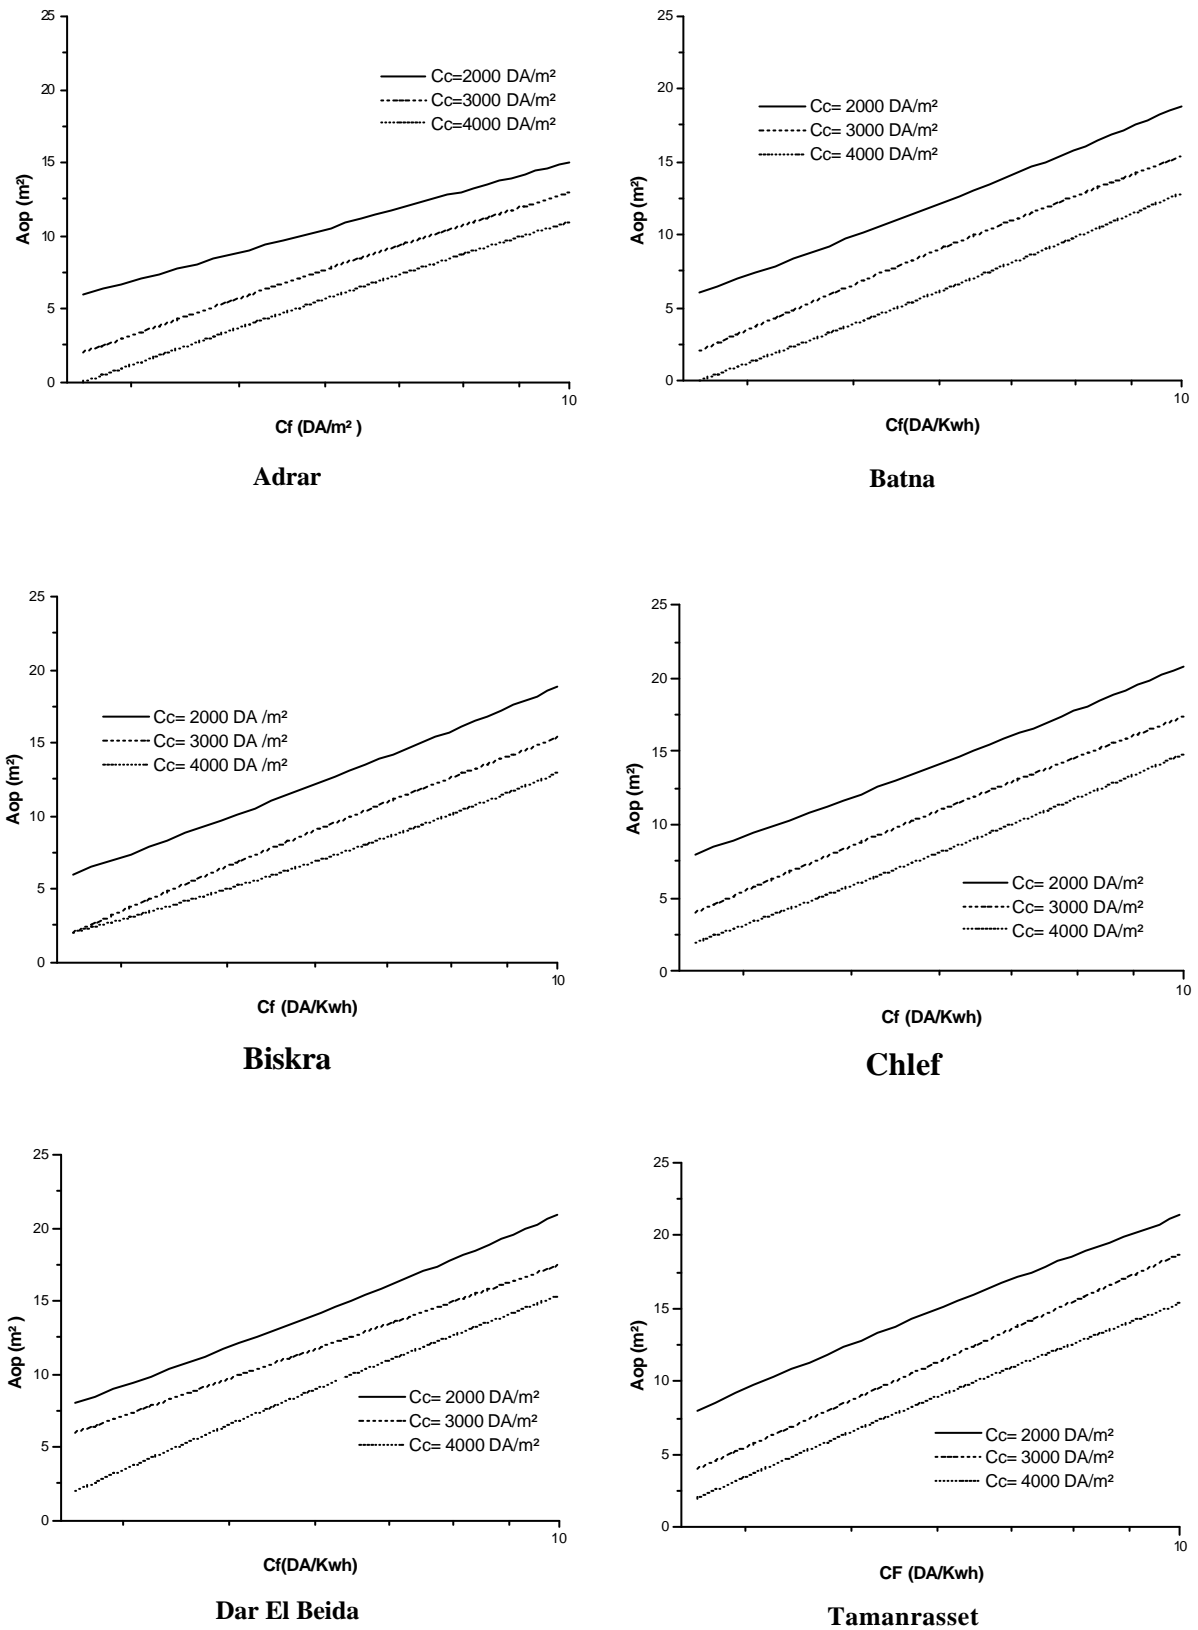 25
20
15
10
5
0
Aop (m²)
Cc=2000 DA/m²
Cc=3000 DA/m²
Cc=4000 DA/m²
10
Cf (DA/m² )
Adrar
25
20
15
10
5
0
Aop (m²)
Cc= 2000 DA/m²
Cc= 3000 DA/m²
Cc= 4000 DA/m²
10
Cf(DA/Kwh)
Batna
25
20
15
10
5
0
Aop (m²)
Cc= 2000 DA /m²
Cc= 3000 DA /m²
Cc= 4000 DA /m²
10
Cf (DA/Kwh)
Biskra
25
20
15
10
5
0
Aop (m²)
Cc= 2000 DA/m²
Cc= 3000 DA/m²
Cc= 4000 DA/m²
10
Cf (DA/Kwh)
Chlef
25
20
15
10
5
0
Aop (m² )
Cc= 2000 DA/m²
Cc= 3000 DA/m²
Cc= 4000 DA/m²
10
Cf(DA/Kwh)
Dar El Beida
25
20
15
10
5
0
Aop (m²)
Cc= 2000 DA/m²
Cc= 3000 DA/m²
Cc= 4000 DA/m²
10
CF (DA/Kwh)
Tamanrasset